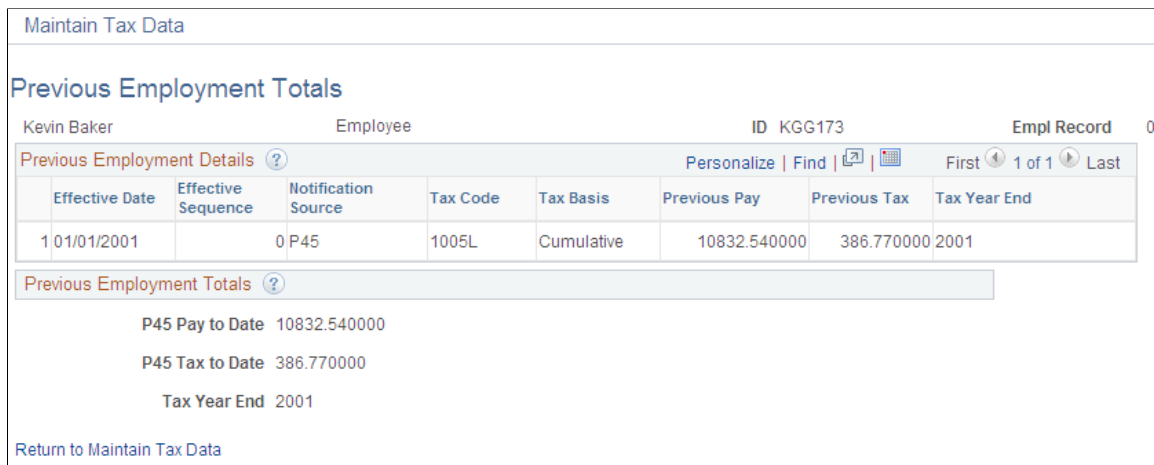 Maintain Tax Data
Previous Employment Totals
Kevin Baker Employee ID KGG173 Empl Record 0
Previous Employment Details ? Personalize | Find | | First 1 of 1 Last
Effective Date Effective Sequence Notification Source Tax Code Tax Basis Previous Pay Previous Tax Tax Year End
1 01/01/2001 0 P45 1005L Cumulative 10832.540000 386.770000 2001
Previous Employment Totals ?
P45 Pay to Date 10832.540000
P45 Tax to Date 386.770000
Tax Year End 2001
Return to Maintain Tax Data